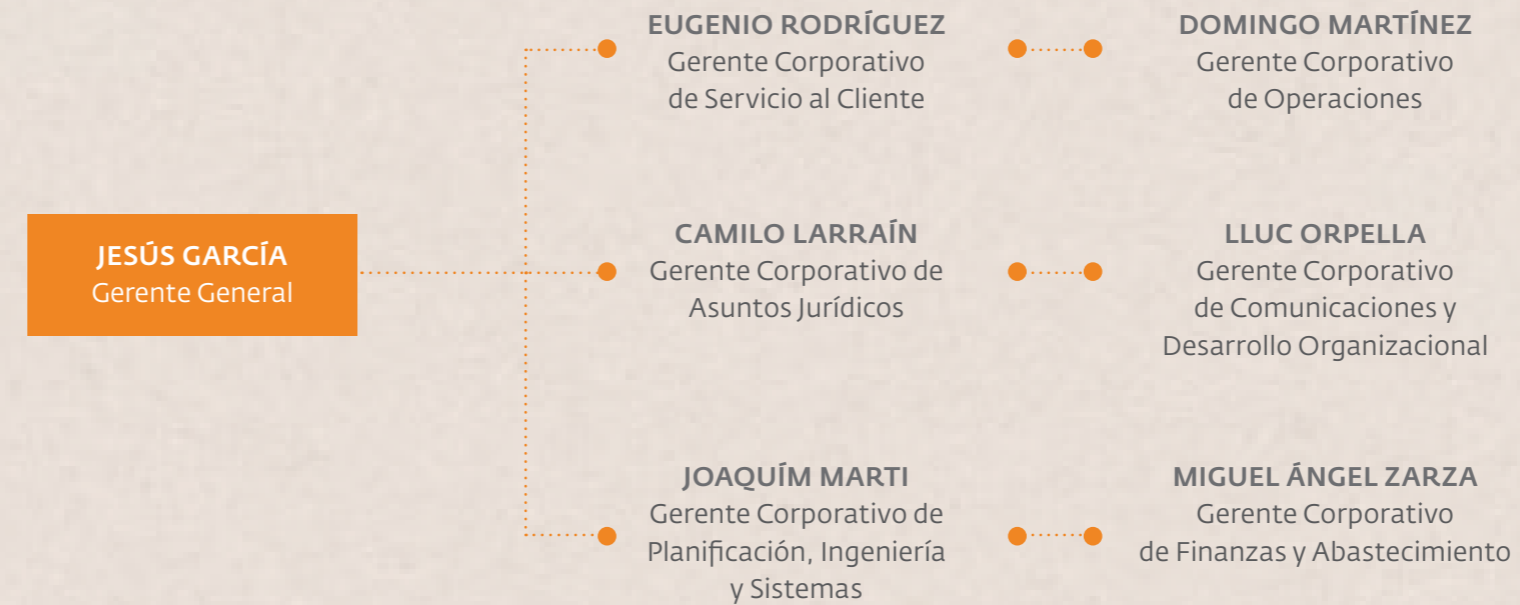 JESÚS GARCÍA
Gerente General
EUGENIO RODRÍGUEZ
Gerente Corporativo
de Servicio al Cliente
DOMINGO MARTÍNEZ
Gerente Corporativo
de Operaciones
CAMILO LARRAÍN
Gerente Corporativo de
Asuntos Jurídicos
LLUC ORPELLA
Gerente Corporativo
de Comunicaciones y
Desarrollo Organizacional
JOAQUÍM MARTI
Gerente Corporativo de
Planificación, Ingeniería
y Sistemas
MIGUEL ÁNGEL ZARZA
Gerente Corporativo
de Finanzas y Abastecimiento